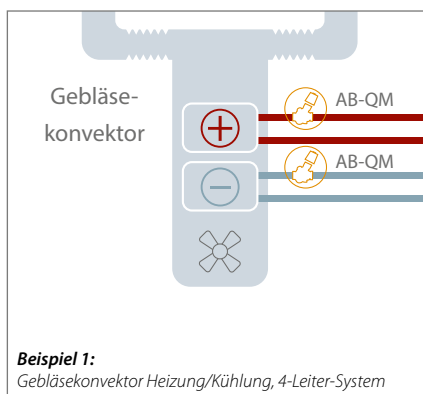 Gebläse-
konvektor
AB-QM
AB-QM
Beispiel 1:
Gebläsekonvektor Heizung/Kühlung, 4-Leiter-System